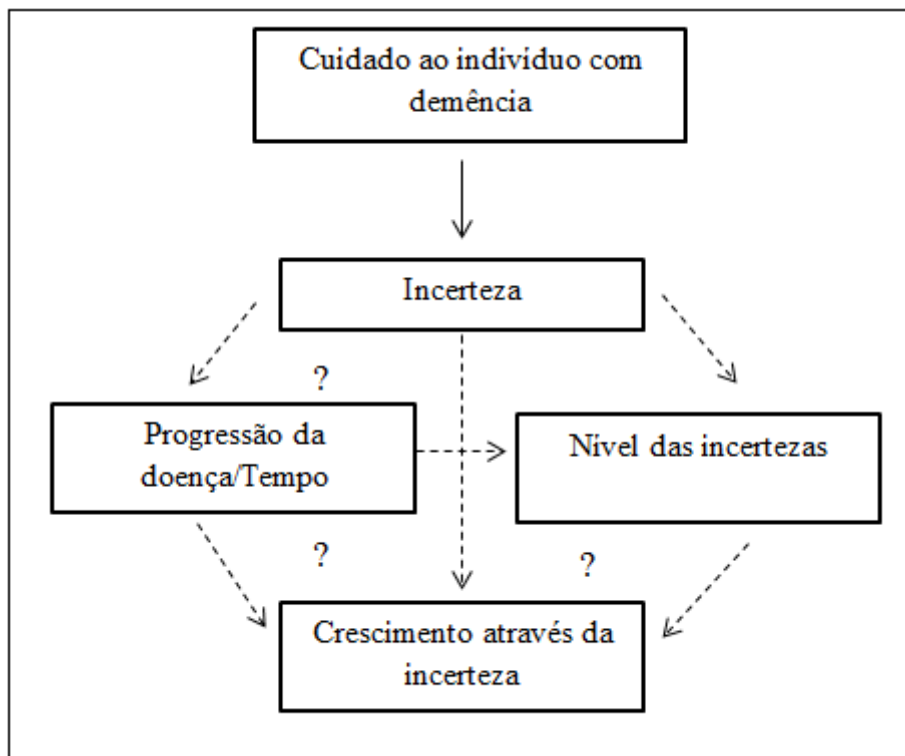 Cuidado ao indivíduo com
demência
Incerteza
?
Progressão da
doença/Tempo
Nível das incertezas
?
?
Crescimento através da
incerteza